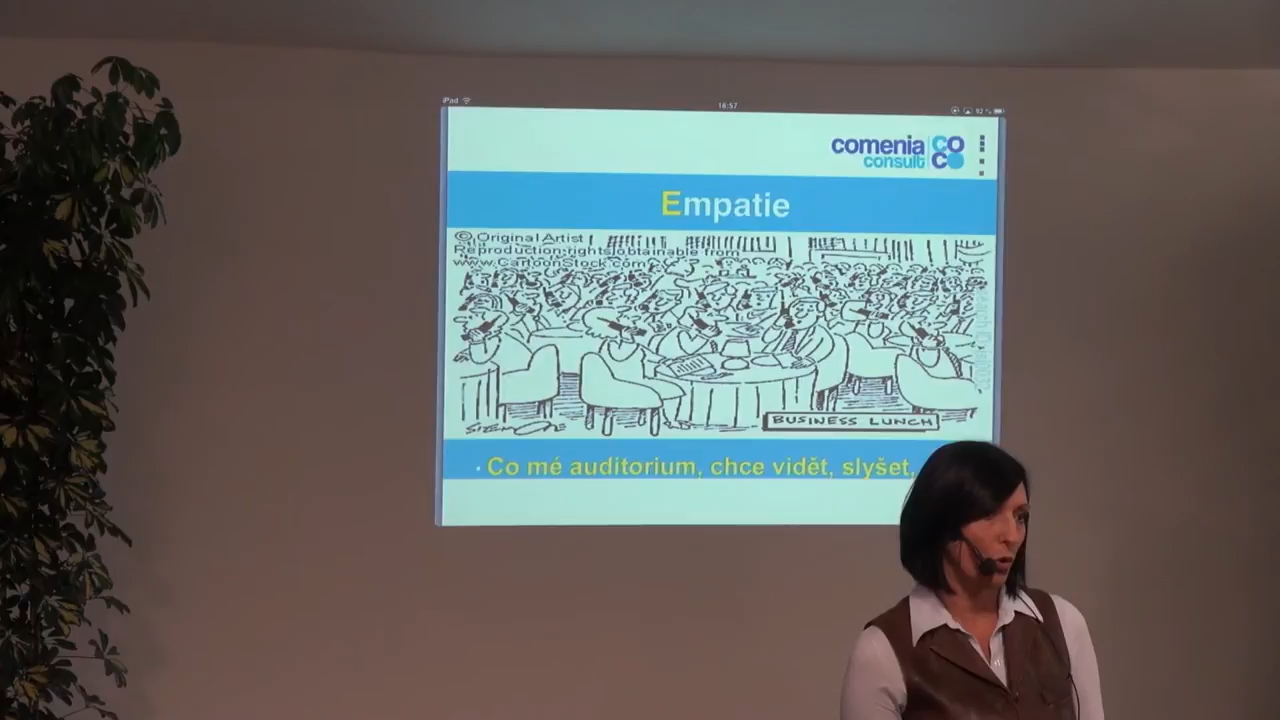 iPad
16:57
comenia
consult
CO
CO
Empatie
© Original Artist
Reproduction rights obtainable from
www.CartoonStock.com
BUSINESS LUNCH
· Co mé auditorium, chce vidět, slyšet,